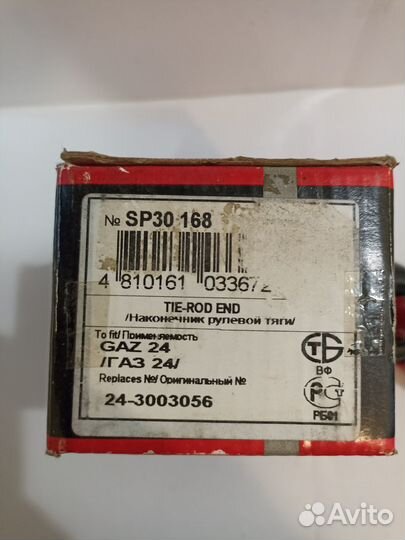 № SP30 168
4 810161 033672
TIE-ROD END
/Наконечник рулевой тяги/
To fit/ Применяемость
GAZ 24
/ГАЗ 24/
Replaces №/ Оригинальный №
24-3003056
ВФ
РБ01
Avito